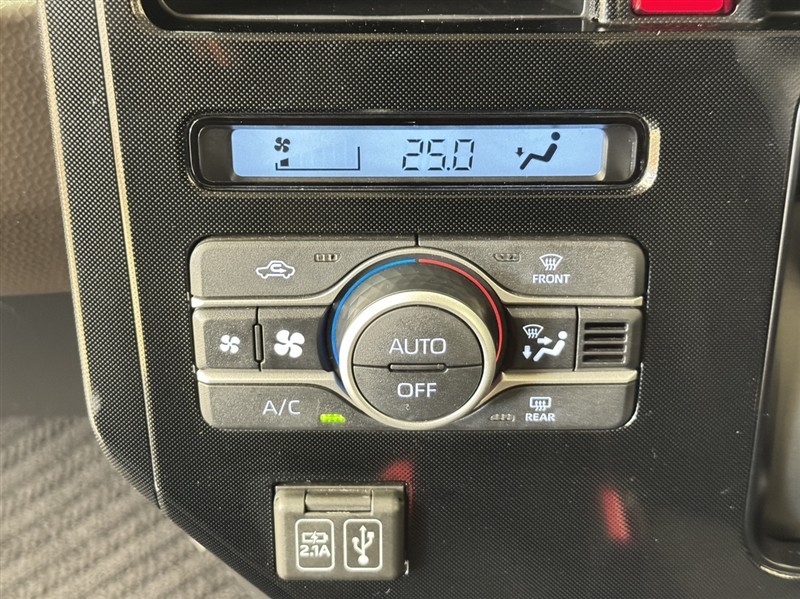 25.0
FRONT
AUTO
OFF
A/C
REAR
2.1A